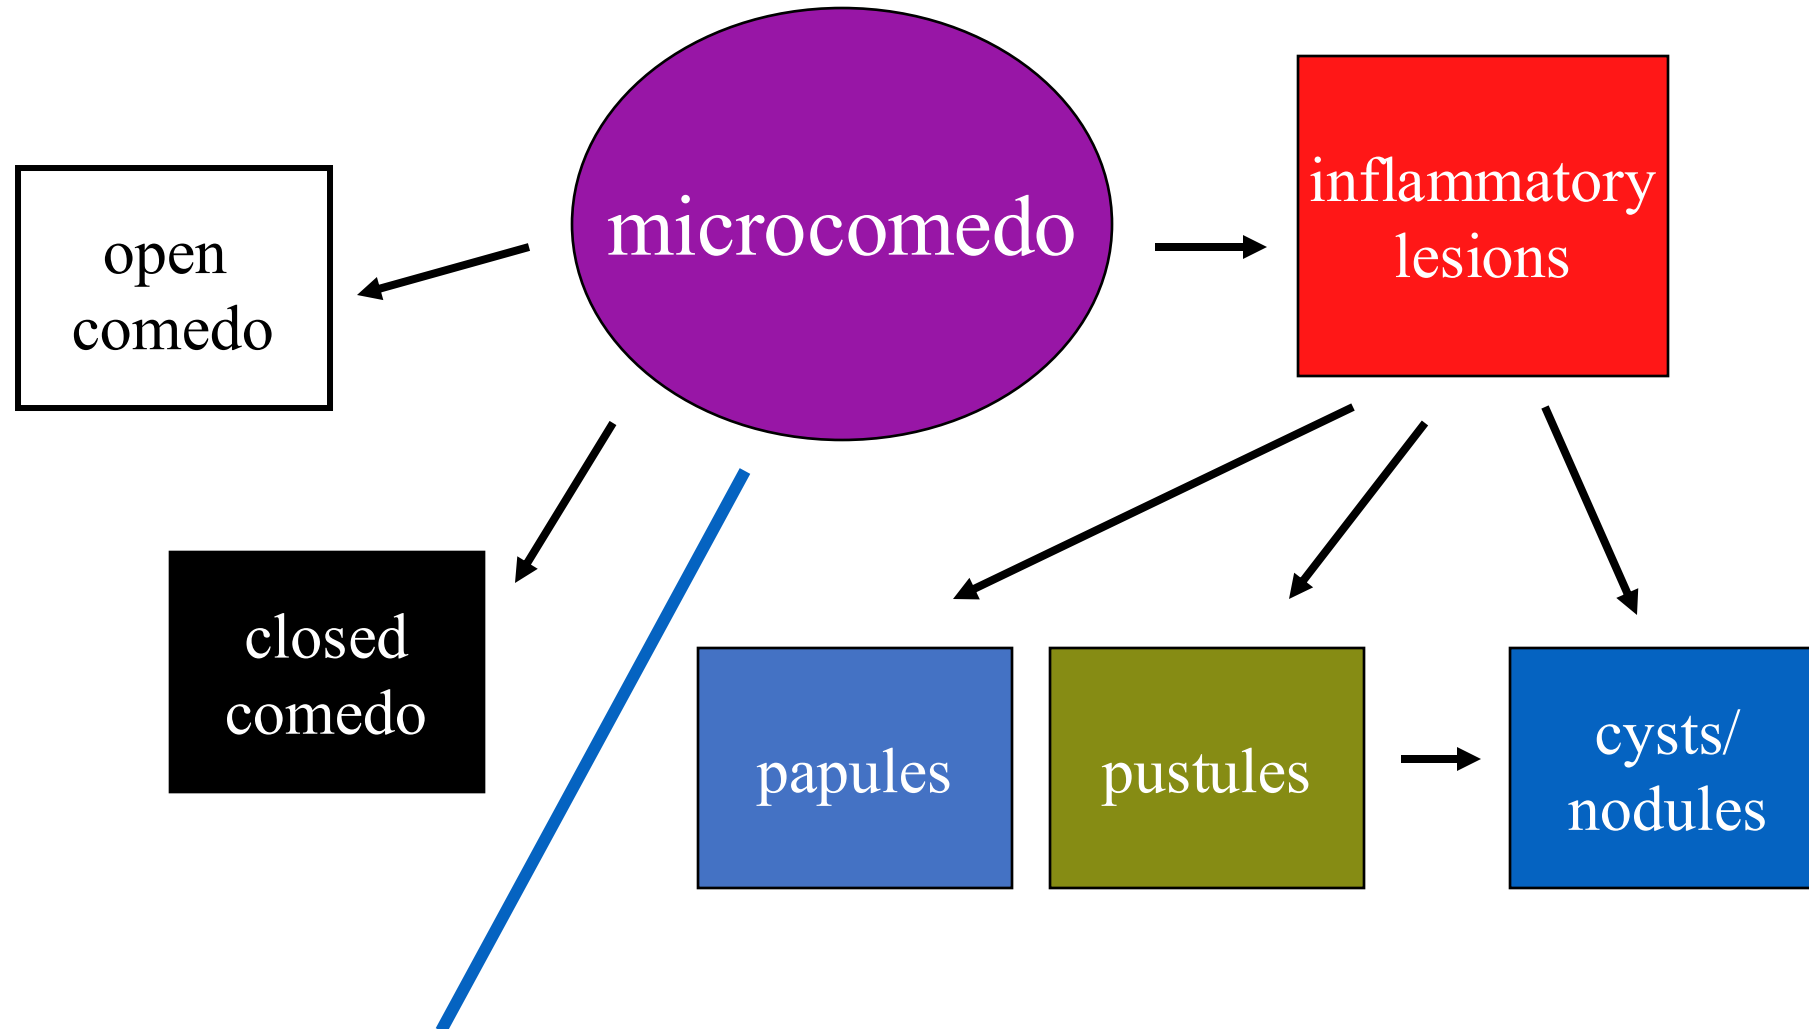 microcomedo
inflammatory
lesions
open
comedo
closed
comedo
papules
pustules
cysts/
nodules